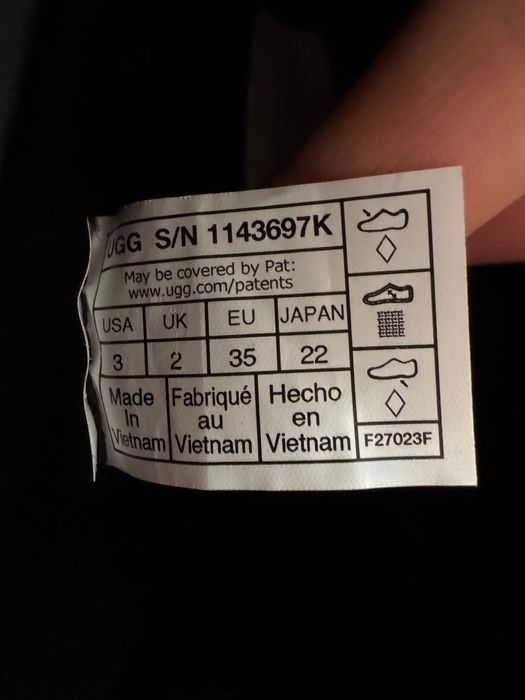 UGG S/N 1143697K
May be covered by Pat:
www.ugg.com/patents
USA UK EU JAPAN
3 2 35 22
Made In Vietnam
Fabriqué au Vietnam
Hecho en Vietnam
F27023F